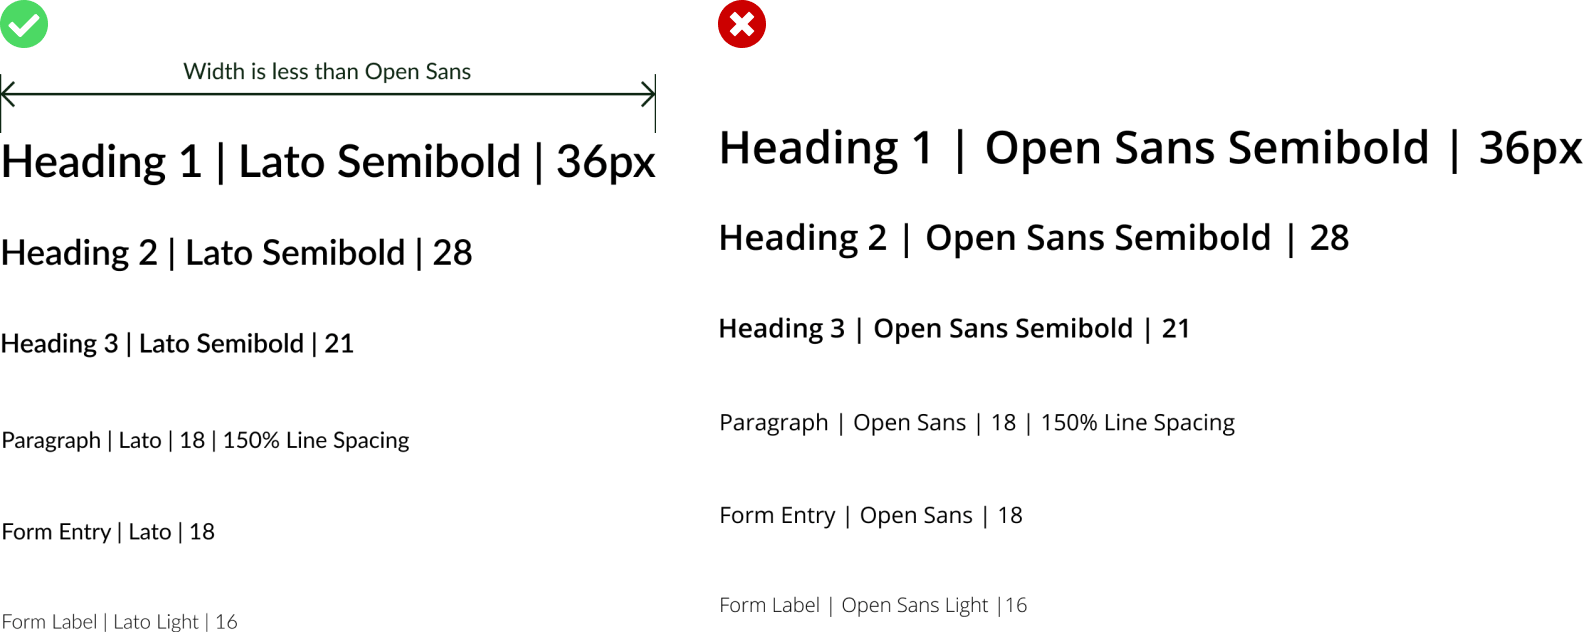 Width is less than Open Sans
Heading 1 | Lato Semibold | 36px
Heading 2 | Lato Semibold | 28
Heading 3 | Lato Semibold | 21
Paragraph | Lato | 18 | 150% Line Spacing
Form Entry | Lato | 18
Form Label | Lato Light | 16
Heading 1 | Open Sans Semibold | 36px
Heading 2 | Open Sans Semibold | 28
Heading 3 | Open Sans Semibold | 21
Paragraph | Open Sans | 18 | 150% Line Spacing
Form Entry | Open Sans | 18
Form Label | Open Sans Light |16